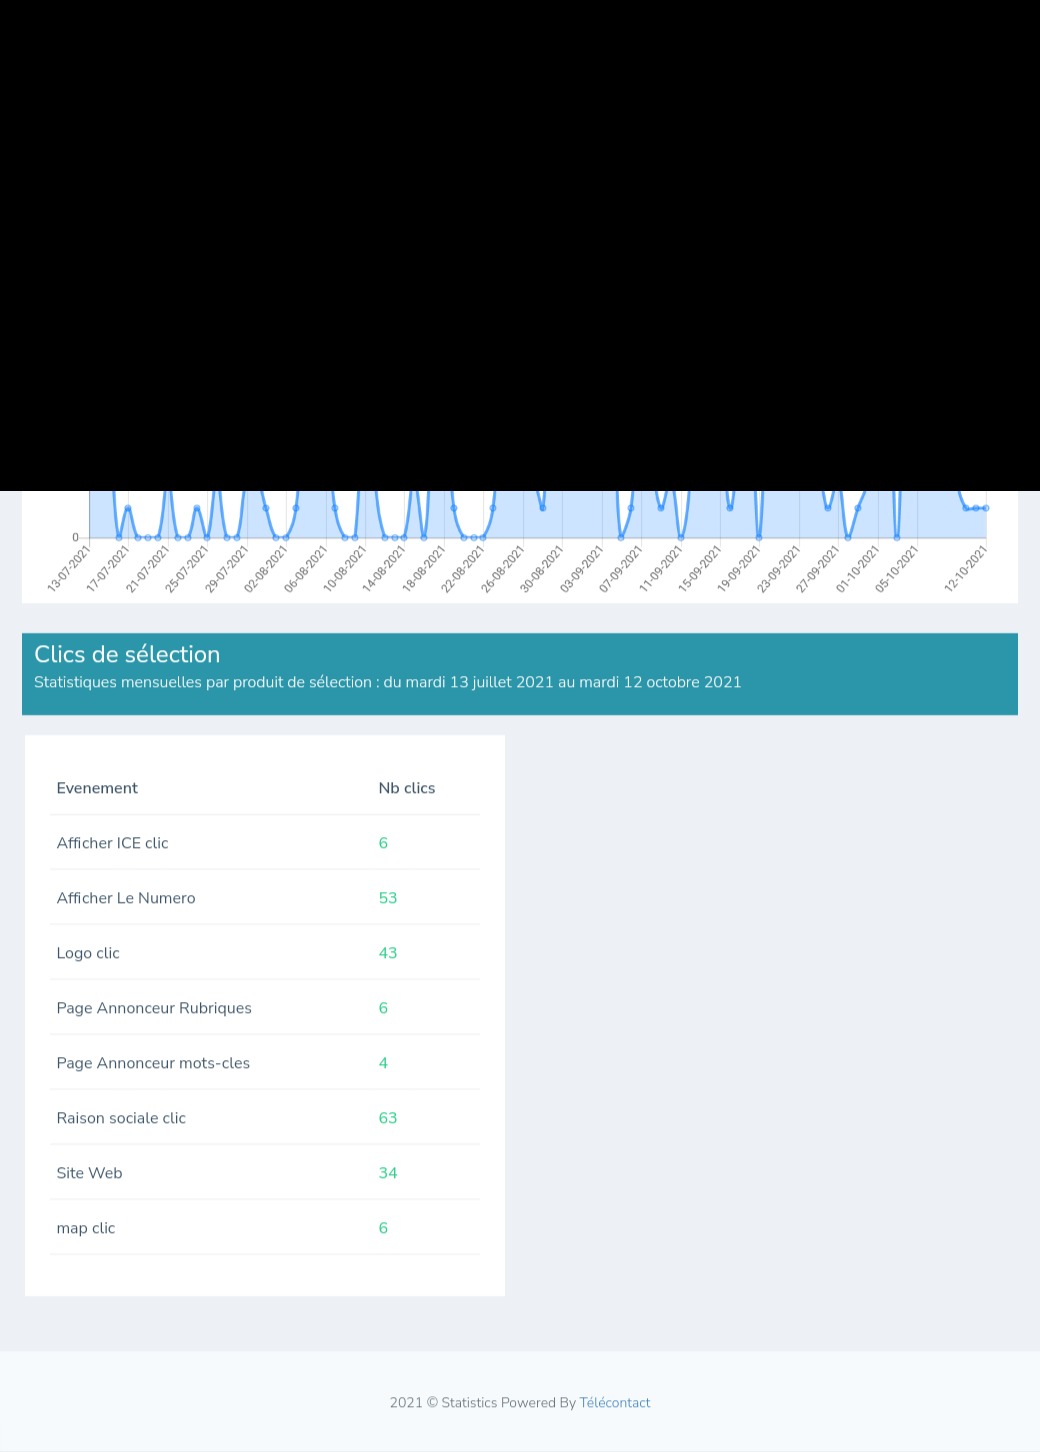 0
13-07-2021
17-07-2021
21-07-2021
25-07-2021
29-07-2021
02-08-2021
06-08-2021
10-08-2021
14-08-2021
18-08-2021
22-08-2021
26-08-2021
30-08-2021
03-09-2021
07-09-2021
11-09-2021
15-09-2021
19-09-2021
23-09-2021
27-09-2021
01-10-2021
05-10-2021
12-10-2021
Clics de sélection
Statistiques mensuelles par produit de sélection : du mardi 13 juillet 2021 au mardi 12 octobre 2021
Evenement Nb clics
Afficher ICE clic 6
Afficher Le Numero 53
Logo clic 43
Page Annonceur Rubriques 6
Page Annonceur mots-cles 4
Raison sociale clic 63
Site Web 34
map clic 6
2021 © Statistics Powered By Télécontact